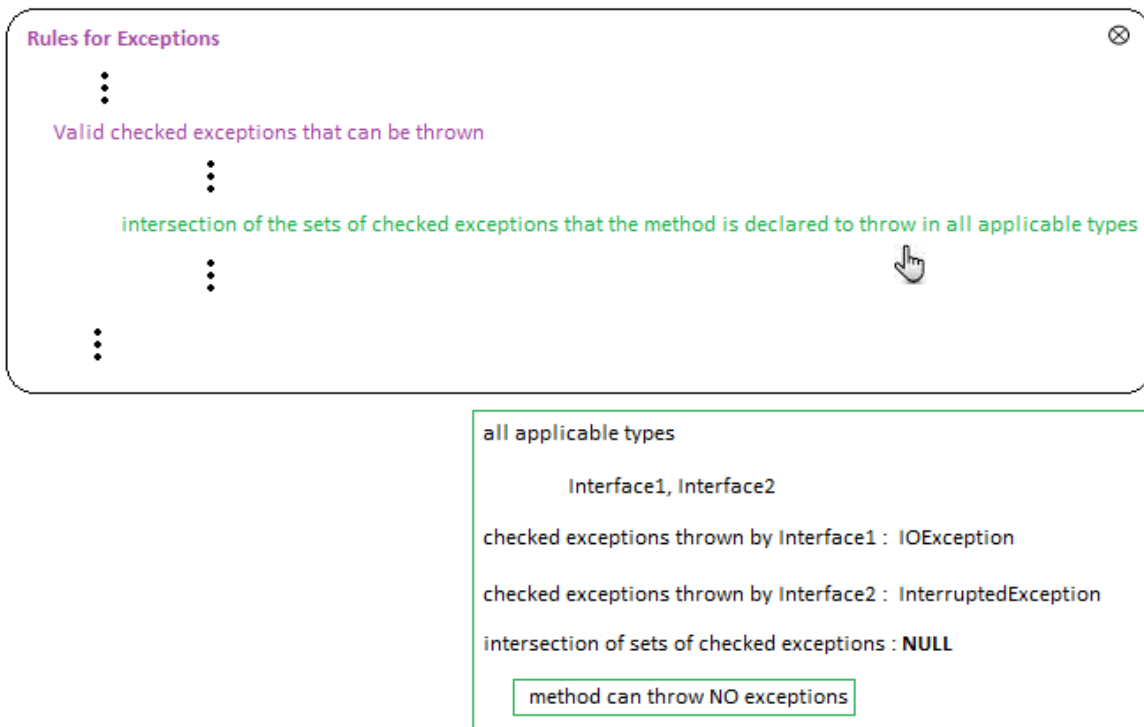 Rules for Exceptions
Valid checked exceptions that can be thrown
intersection of the sets of checked exceptions that the method is declared to throw in all applicable types
all applicable types
Interface1, Interface2
checked exceptions thrown by Interface1 : IOException
checked exceptions thrown by Interface2 : InterruptedException
intersection of sets of checked exceptions : NULL
method can throw NO exceptions